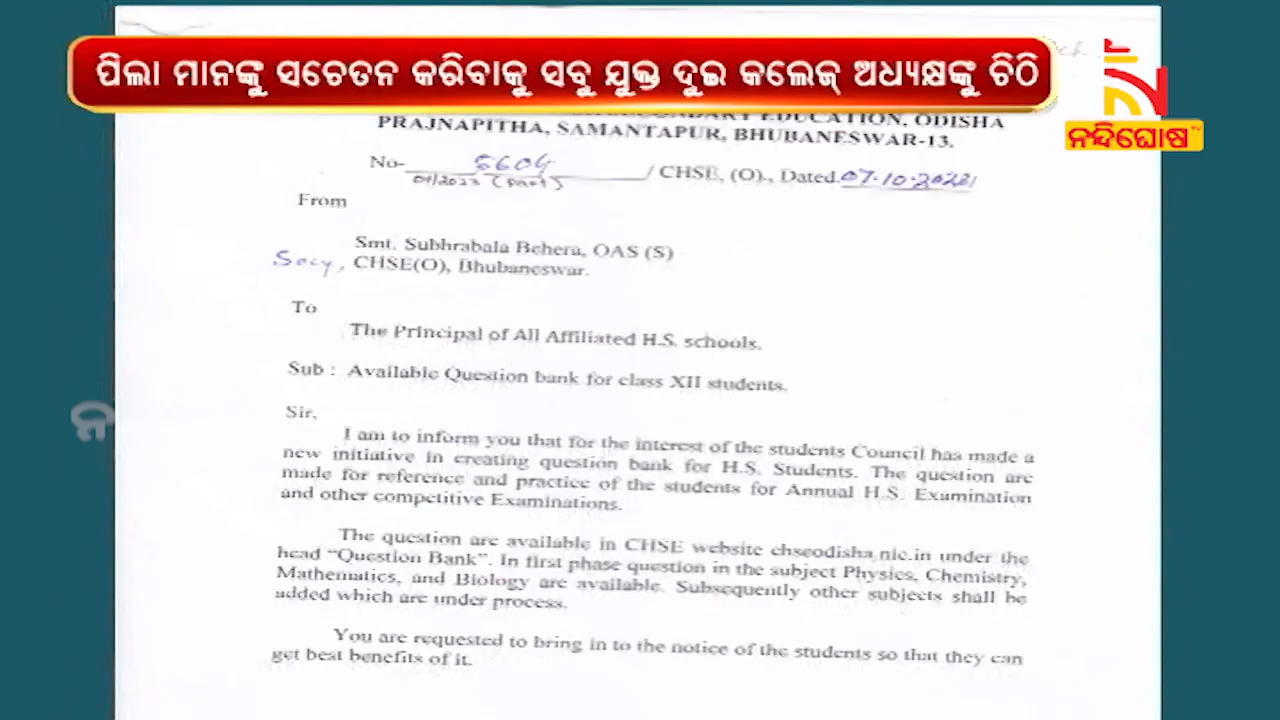 ପିଲା ମାନଙ୍କୁ ସଚେତନ କରିବାକୁ ସବୁ ଯୁକ୍ତ ଦୁଇ କଲେଜ୍ ଅଧ୍ୟକ୍ଷଙ୍କୁ ଚିଠି
ନନ୍ଦିଘୋଷ
EDUCATION, ODISHA
PRAJNAPITHA, SAMANTAPUR, BHUBANESWAR-13.
No- 5604 / CHSE, (O)., Dated.07.10.2023
From
Smt. Subhrabala Behera, OAS (S)
Secy, CHSE(O), Bhubaneswar.
To
The Principal of All Affiliated H.S. schools.
Sub : Available Question bank for class XII students.
Sir,
I am to inform you that for the interest of the students Council has made a
new initiative in creating question bank for H.S. Students. The question are
made for reference and practice of the students for Annual H.S. Examination
and other competitive Examinations.
The question are available in CHSE website chseodisha.nic.in under the
head "Question Bank". In first phase question in the subject Physics, Chemistry,
Mathematics, and Biology are available. Subsequently other subjects shall be
added which are under process.
You are requested to bring in to the notice of the students so that they can
get best benefits of it.
ନ